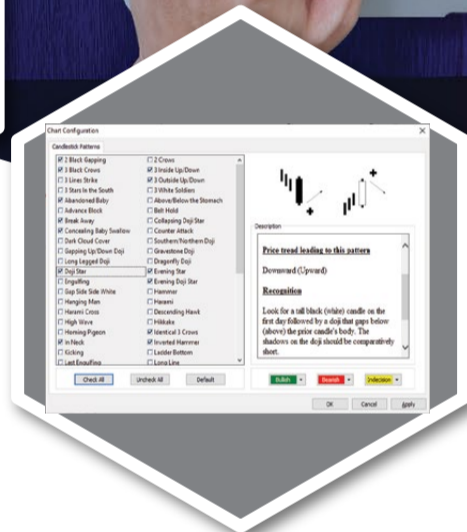 Chart Configuration
Candlestick Patterns
2 Black Gapping
2 Crows
3 Black Crows
3 Inside Up/Down
3 Lines Strike
3 Outside Up/Down
3 Stars In the South
3 White Soldiers
Abandoned Baby
Above/Below the Stomach
Advance Block
Belt Hold
Break Away
Collapsing Doji Star
Concealing Baby Swallow
Counter Attack
Dark Cloud Cover
Southern/Northern Doji
Gapping Up/Down Doji
Gravestone Doji
Long Legged Doji
Dragonfly Doji
Doji Star
Evening Star
Engulfing
Evening Doji Star
Gap Side Side White
Hammer
Hanging Man
Harami
Harami Cross
Descending Hawk
High Wave
Hikkake
Homing Pigeon
Identical 3 Crows
In Neck
Inverted Hammer
Kicking
Ladder Bottom
Last Engulfing
Long Line
Check All
Uncheck All
Default
Description
Price trend leading to this pattern
Downward (Upward)
Recognition
Look for a tall black (white) candle on the
first day followed by a doji that gaps below
(above) the prior candle's body. The
shadows on the doji should be comparatively
short.
Bullish
Bearish
Indecision
OK
Cancel
Apply